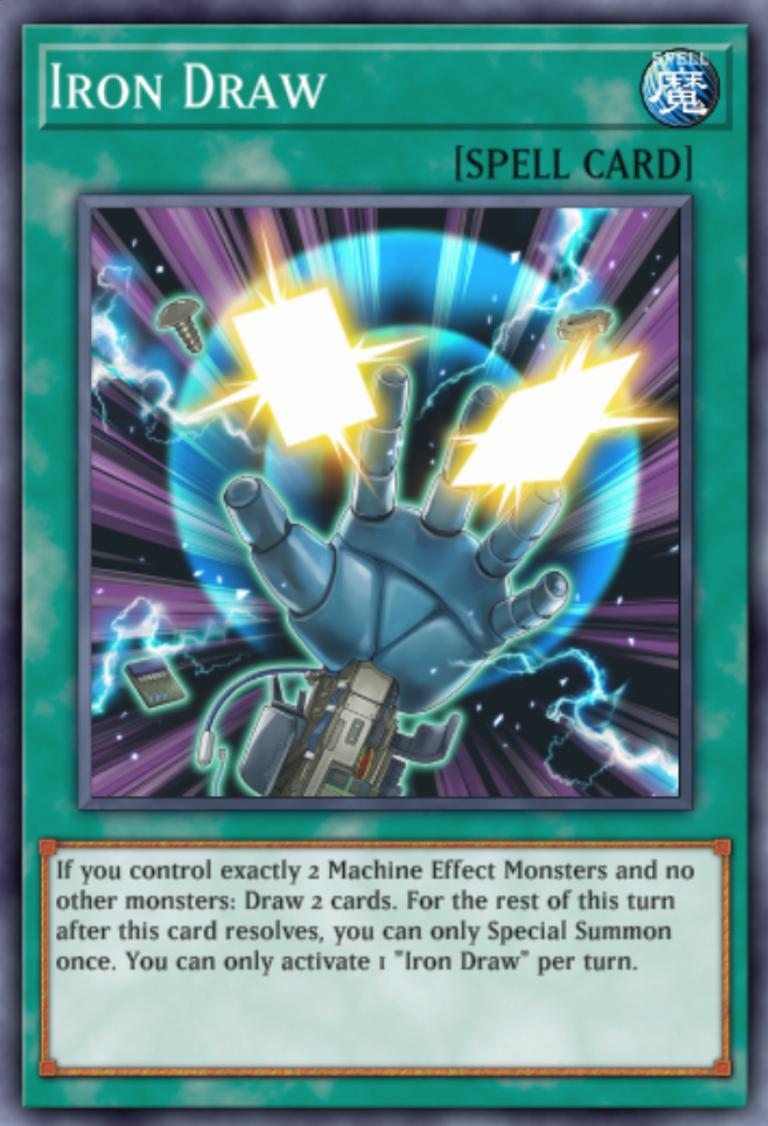 Iron Draw
SPELL
魔
[SPELL CARD]
If you control exactly 2 Machine Effect Monsters and no
other monsters: Draw 2 cards. For the rest of this turn
after this card resolves, you can only Special Summon
once. You can only activate 1 "Iron Draw" per turn.